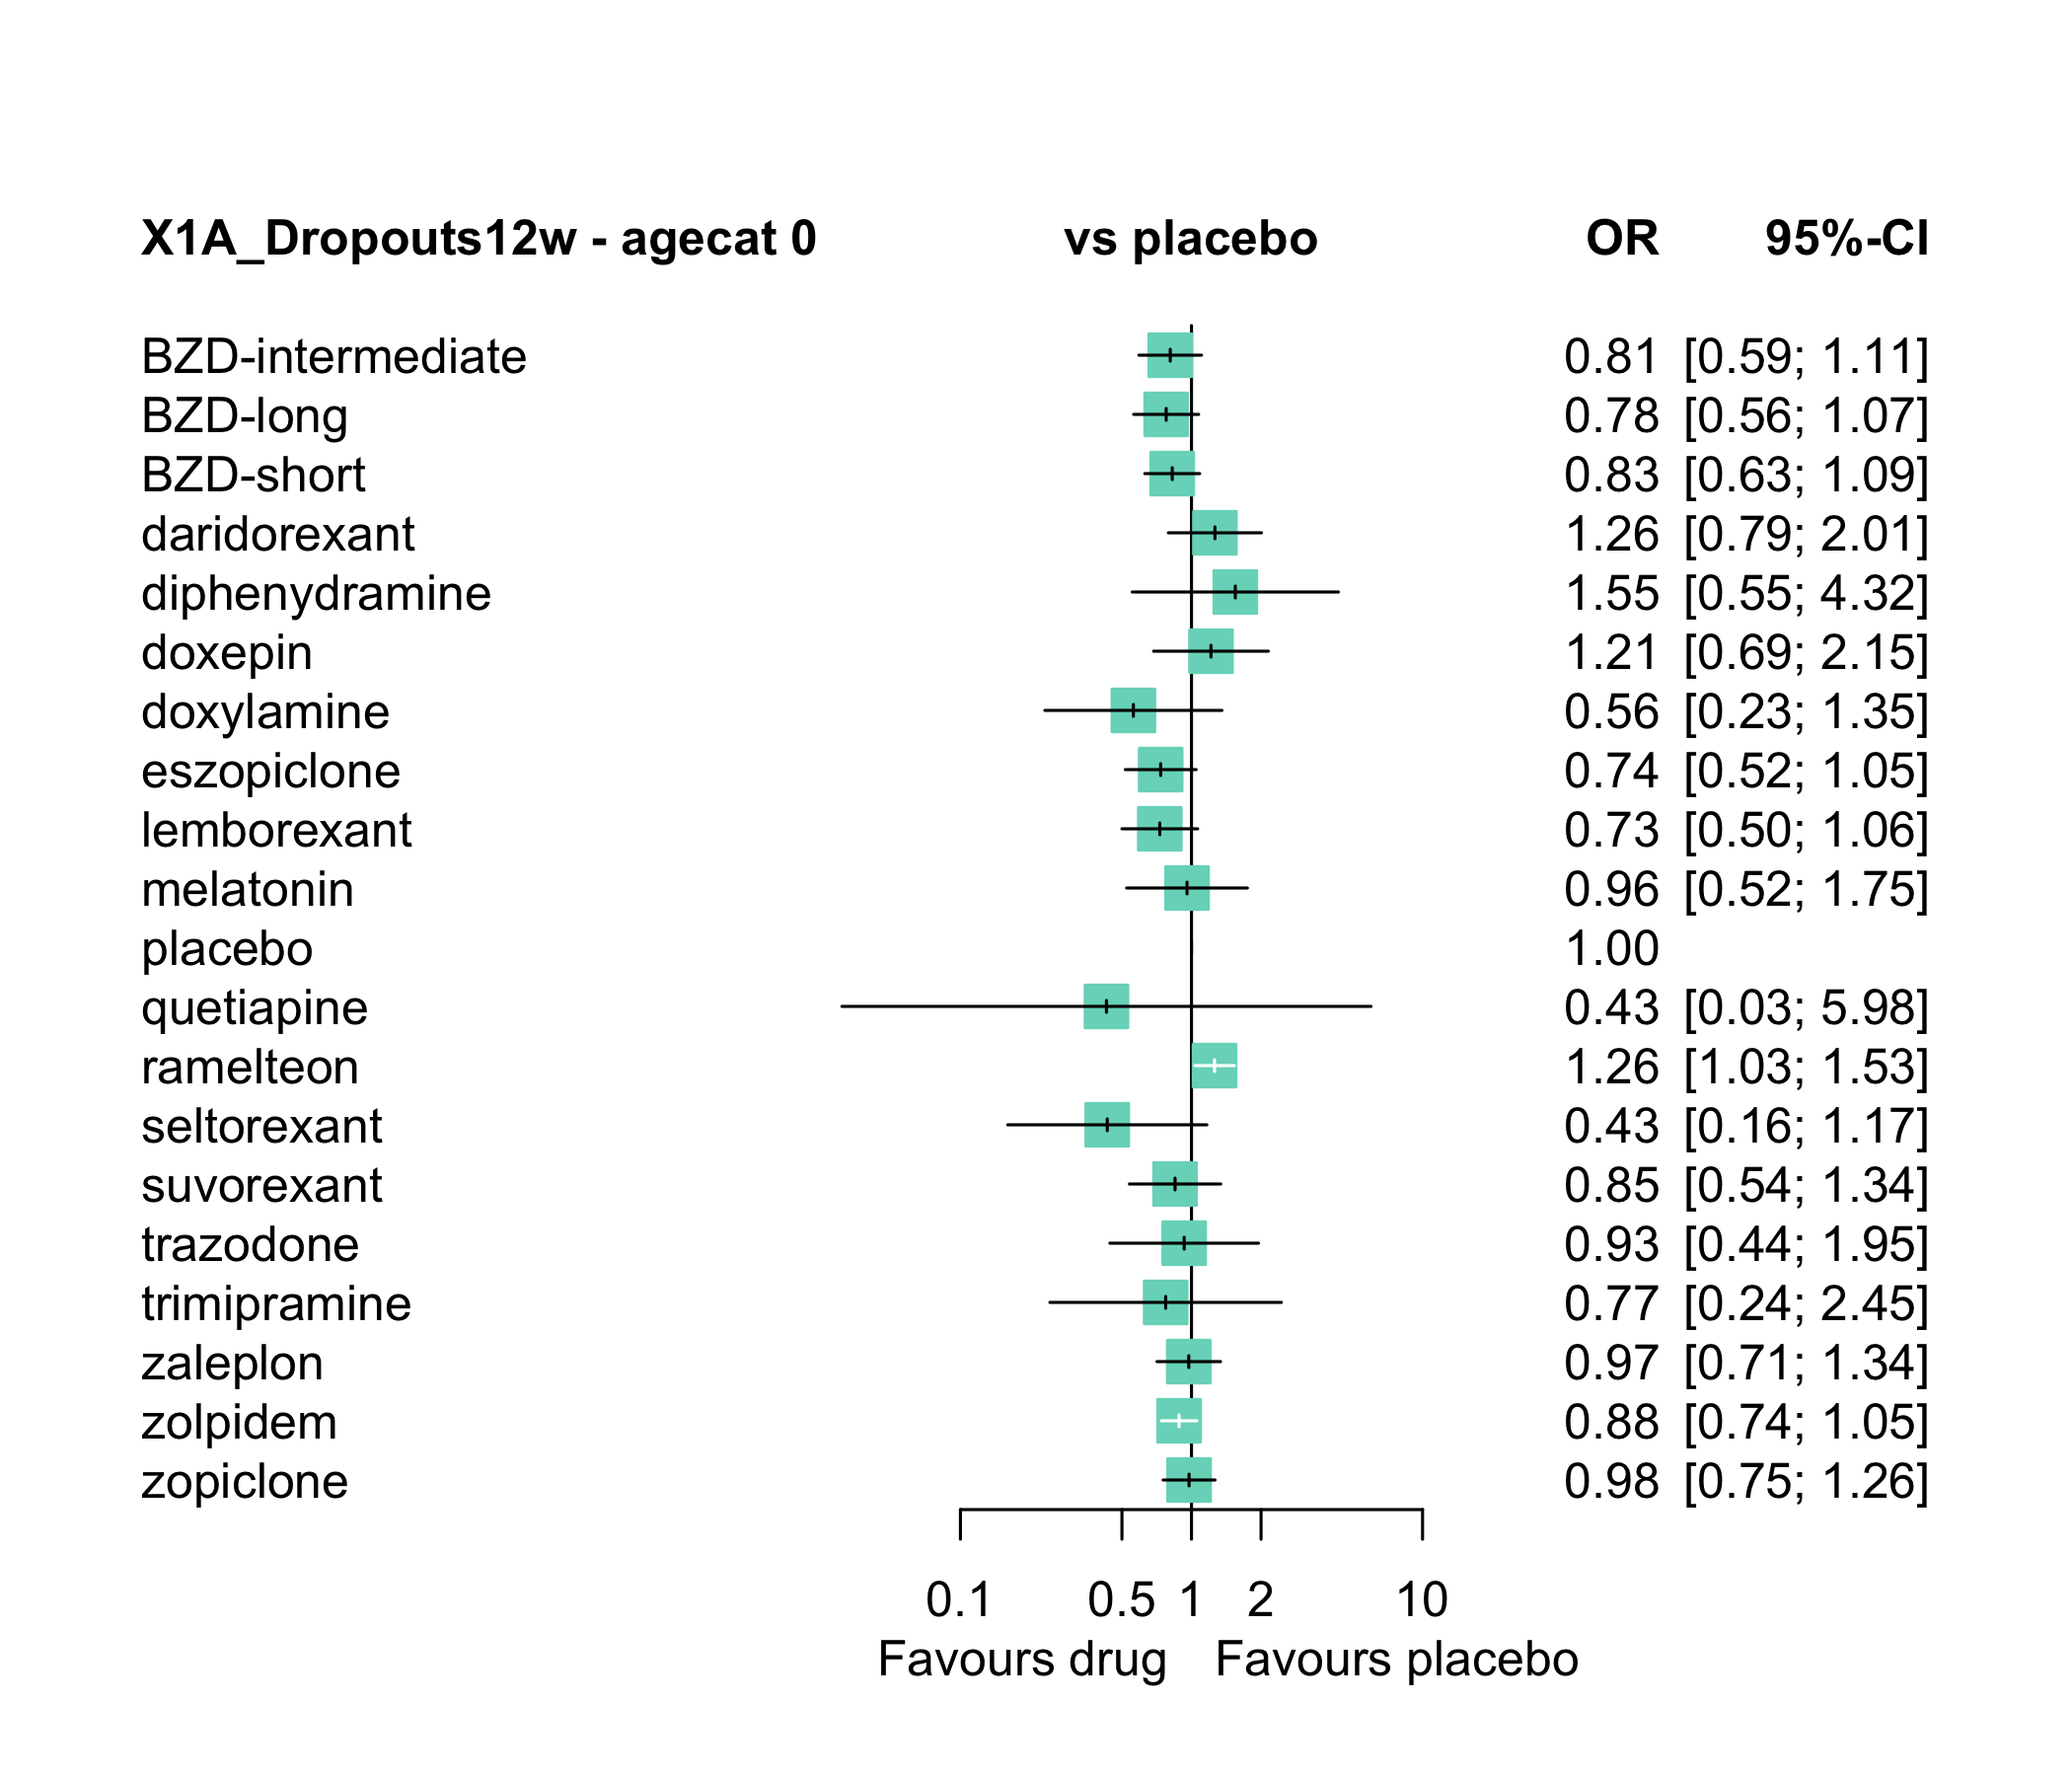 X1A_Dropouts12w - agecat 0 vs placebo OR 95%-CI
BZD-intermediate 0.81 [0.59; 1.11]
BZD-long 0.78 [0.56; 1.07]
BZD-short 0.83 [0.63; 1.09]
daridorexant 1.26 [0.79; 2.01]
diphenydramine 1.55 [0.55; 4.32]
doxepin 1.21 [0.69; 2.15]
doxylamine 0.56 [0.23; 1.35]
eszopiclone 0.74 [0.52; 1.05]
lemborexant 0.73 [0.50; 1.06]
melatonin 0.96 [0.52; 1.75]
placebo 1.00
quetiapine 0.43 [0.03; 5.98]
ramelteon 1.26 [1.03; 1.53]
seltorexant 0.43 [0.16; 1.17]
suvorexant 0.85 [0.54; 1.34]
trazodone 0.93 [0.44; 1.95]
trimipramine 0.77 [0.24; 2.45]
zaleplon 0.97 [0.71; 1.34]
zolpidem 0.88 [0.74; 1.05]
zopiclone 0.98 [0.75; 1.26]
0.1 0.5 1 2 10
Favours drug Favours placebo